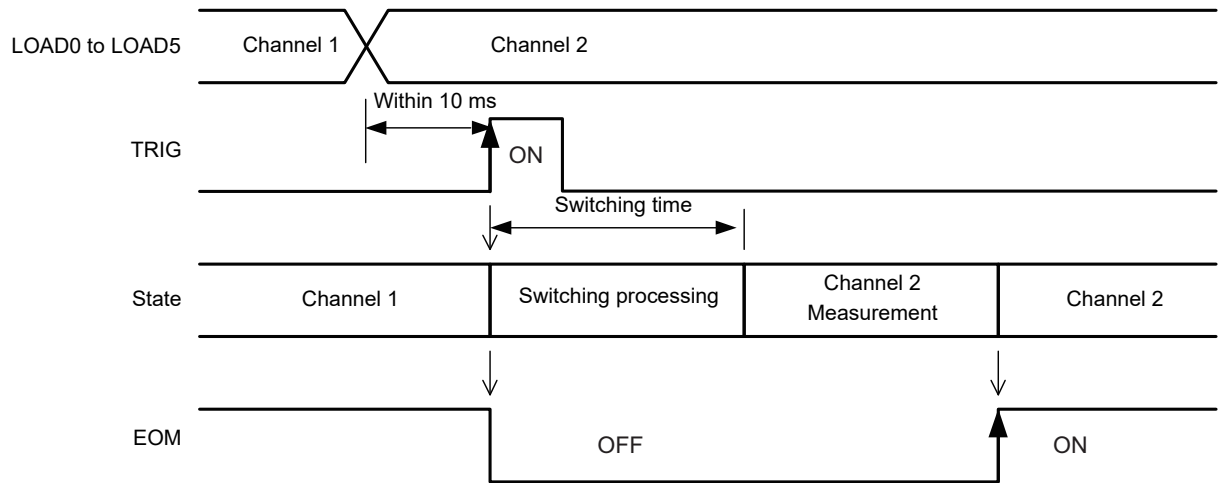 LOAD0 to LOAD5 Channel 1 Channel 2
Within 10 ms
TRIG ON
Switching time
State Channel 1 Switching processing Channel 2 Channel 2
Measurement
EOM OFF ON